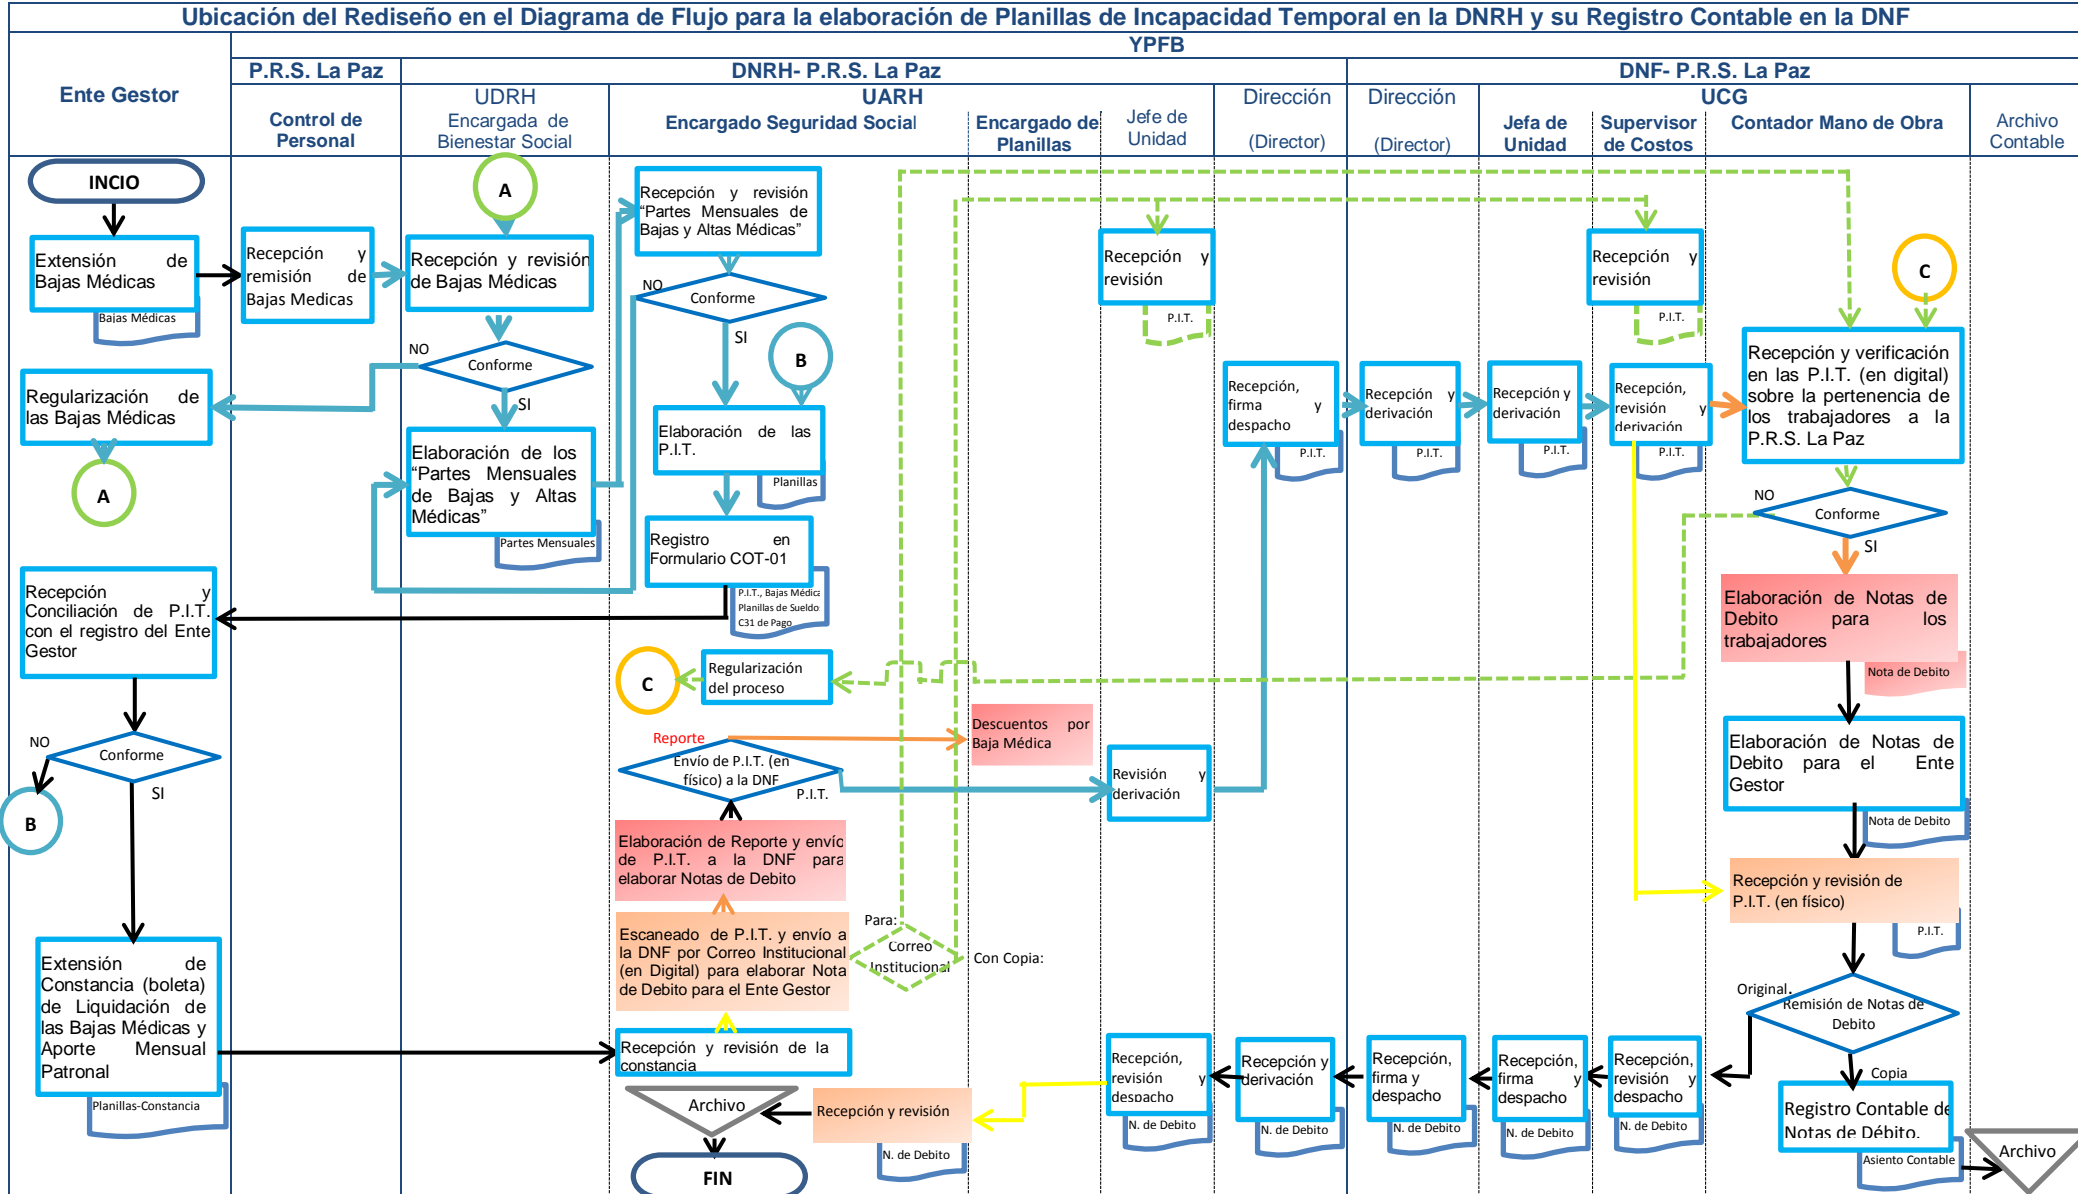 Ubicación del Rediseño en el Diagrama de Flujo para la elaboración de Planillas de Incapacidad Temporal en la DNRH y su Registro Contable en la DNF
YPFB
Ente Gestor
P.R.S. La Paz
DNRH- P.R.S. La Paz
DNF- P.R.S. La Paz
Control de
Personal
UDRH
Encargada de
Bienestar Social
UARH
Encargado Seguridad Social
Encargado de
Planillas
Jefe de
Unidad
Dirección
(Director)
Dirección
(Director)
UCG
Jefa de
Unidad
Supervisor
de Costos
Contador Mano de Obra
Archivo
Contable
INCIO
Extensión de
Bajas Médicas
Bajas Médicas
Recepción y
remisión de
Bajas Medicas
A
Recepción y revisión
de Bajas Médicas
NO
Conforme
SI
Regularización de
las Bajas Médicas
A
Elaboración de los
“Partes Mensuales
de Bajas y Altas
Médicas”
Partes Mensuales
Recepción y revisión
“Partes Mensuales de
Bajas y Altas Médicas”
NO
Conforme
SI
B
Elaboración de las
P.I.T.
Planillas
Registro en
Formulario COT-01
P.I.T., Bajas Médica
Planillas de Sueldo
C31 de Pago
Recepción y
Conciliación de P.I.T.
con el registro del Ente
Gestor
NO
Conforme
SI
B
Extensión de
Constancia (boleta)
de Liquidación de
las Bajas Médicas y
Aporte Mensual
Patronal
Planillas-Constancia
C
Regularización
del proceso
Reporte
Envío de P.I.T. (en
físico) a la DNF
P.I.T.
Descuentos por
Baja Médica
Elaboración de Reporte y envío
de P.I.T. a la DNF para
elaborar Notas de Debito
Escaneado de P.I.T. y envío a
la DNF por Correo Institucional
(en Digital) para elaborar Nota
de Debito para el Ente Gestor
Para:
Correo
Institucional
Con Copia:
Recepción y revisión de la
constancia
Archivo
FIN
Recepción y revisión
N. de Debito
Recepción y
revisión
P.I.T.
Revisión y
derivación
Recepción,
firma y
despacho
P.I.T.
Recepción y
derivación
P.I.T.
Recepción y
derivación
P.I.T.
Recepción y
revisión
P.I.T.
Recepción,
revisión y
derivación
P.I.T.
C
Recepción y verificación
en las P.I.T. (en digital)
sobre la pertenencia de
los trabajadores a la
P.R.S. La Paz
NO
Conforme
SI
Elaboración de Notas de
Debito para los
trabajadores
Nota de Debito
Elaboración de Notas de
Debito para el Ente
Gestor
Nota de Debito
Recepción y revisión de
P.I.T. (en físico)
P.I.T.
Original.
Remisión de Notas de
Debito
Copia
Registro Contable de
Notas de Débito.
Asiento Contable
Archivo
Recepción,
revisión y
despacho
N. de Debito
Recepción,
firma y
despacho
N. de Debito
Recepción,
firma y
despacho
N. de Debito
Recepción y
derivación
N. de Debito
Recepción,
revisión y
despacho
N. de Debito